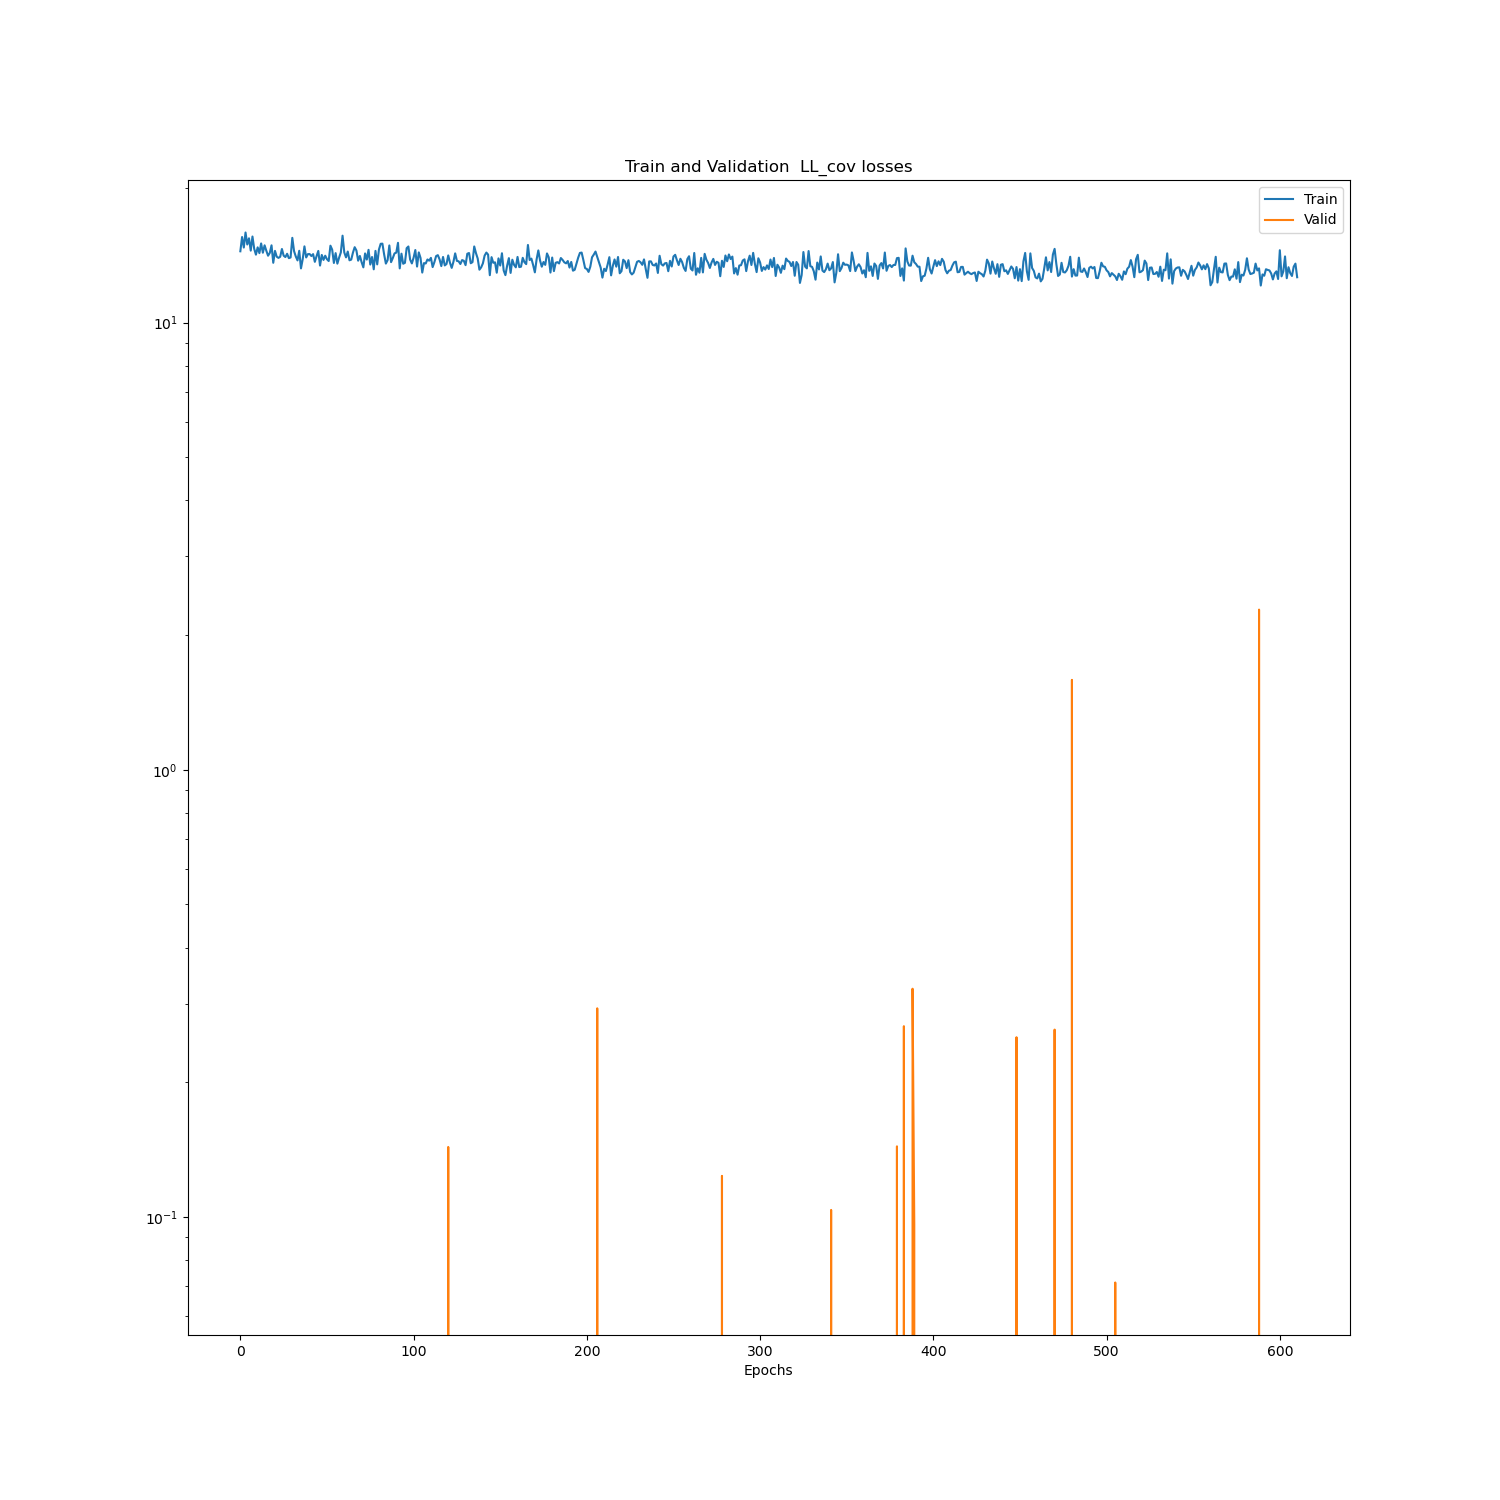 Train and Validation  LL_cov losses
Train
Valid
10¹
10⁰
10⁻¹
0 100 200 300 400 500 600
Epochs